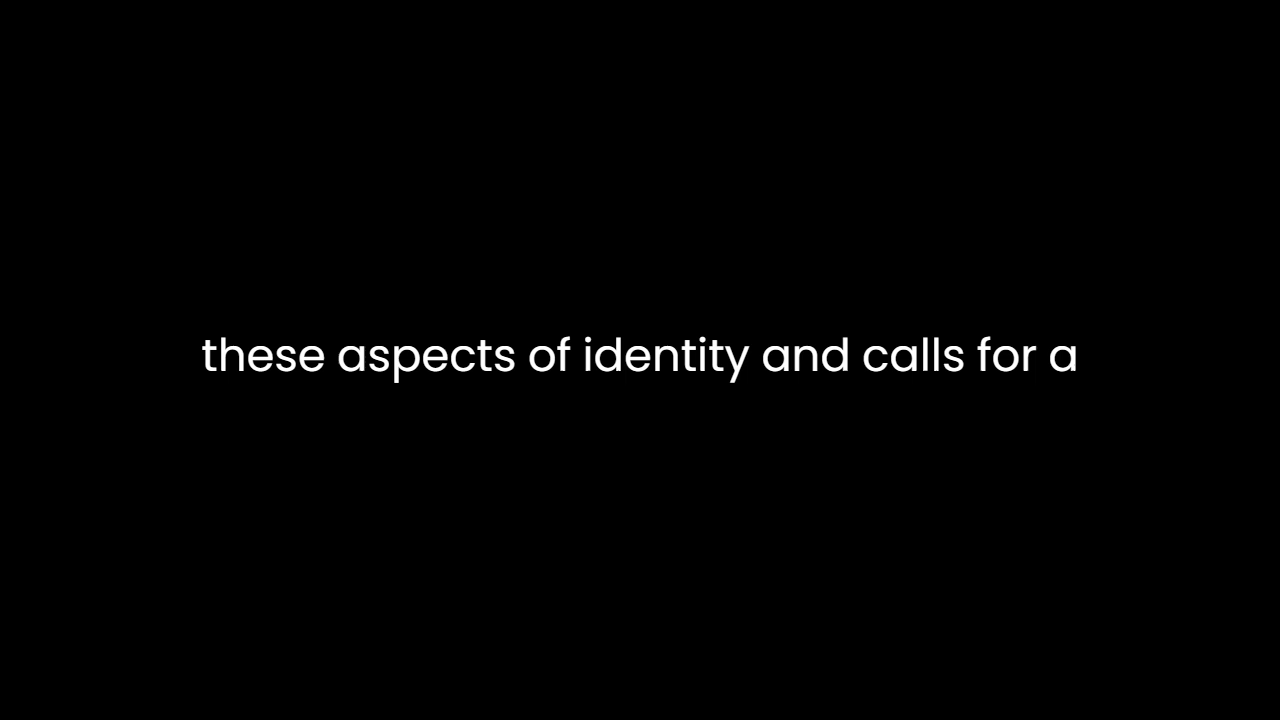 these aspects of identity and calls for a